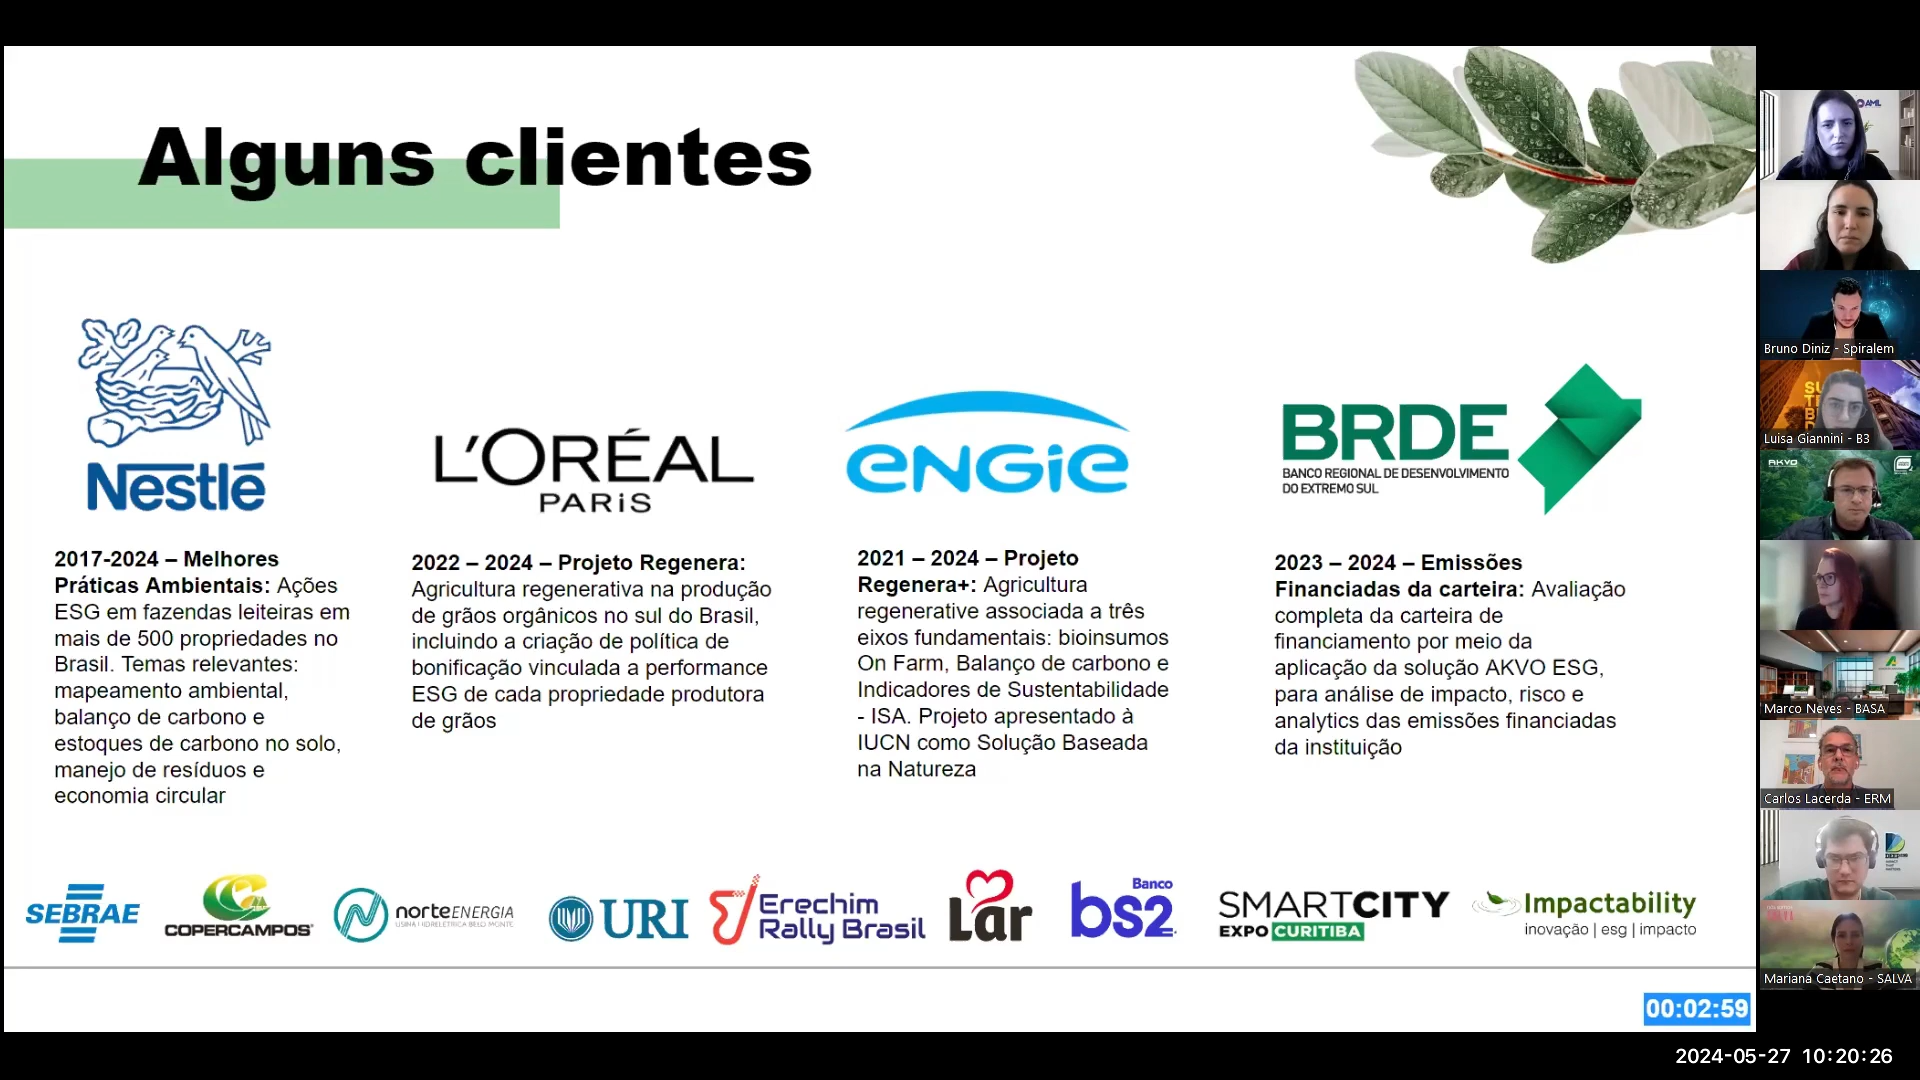 Alguns clientes
Nestlé
L'ORÉAL
PARiS
ENGiE
BRDE
BANCO REGIONAL DE DESENVOLVIMENTO
DO EXTREMO SUL
2017-2024 – Melhores
Práticas Ambientais: Ações
ESG em fazendas leiteiras em
mais de 500 propriedades no
Brasil. Temas relevantes:
mapeamento ambiental,
balanço de carbono e
estoques de carbono no solo,
manejo de resíduos e
economia circular
2022 – 2024 – Projeto Regenera:
Agricultura regenerativa na produção
de grãos orgânicos no sul do Brasil,
incluindo a criação de política de
bonificação vinculada a performance
ESG de cada propriedade produtora
de grãos
2021 – 2024 – Projeto
Regenera+: Agricultura
regenerative associada a três
eixos fundamentais: bioinsumos
On Farm, Balanço de carbono e
Indicadores de Sustentabilidade
- ISA. Projeto apresentado à
IUCN como Solução Baseada
na Natureza
2023 – 2024 – Emissões
Financiadas da carteira: Avaliação
completa da carteira de
financiamento por meio da
aplicação da solução AKVO ESG,
para análise de impacto, risco e
analytics das emissões financiadas
da instituição
SEBRAE
COPERCAMPOS
norteENERGIA
USINA HIDRELÉTRICA BELO MONTE
URI
Erechim
Rally Brasil
Lar
Banco
bs2
SMARTCITY
EXPO CURITIBA
Impactability
inovação | esg | impacto
00:02:59
AML
Bruno Diniz - Spiralem
Luisa Giannini - B3
AKVO
Marco Neves - BASA
Carlos Lacerda - ERM
Mariana Caetano - SALVA
2024-05-27 10:20:26